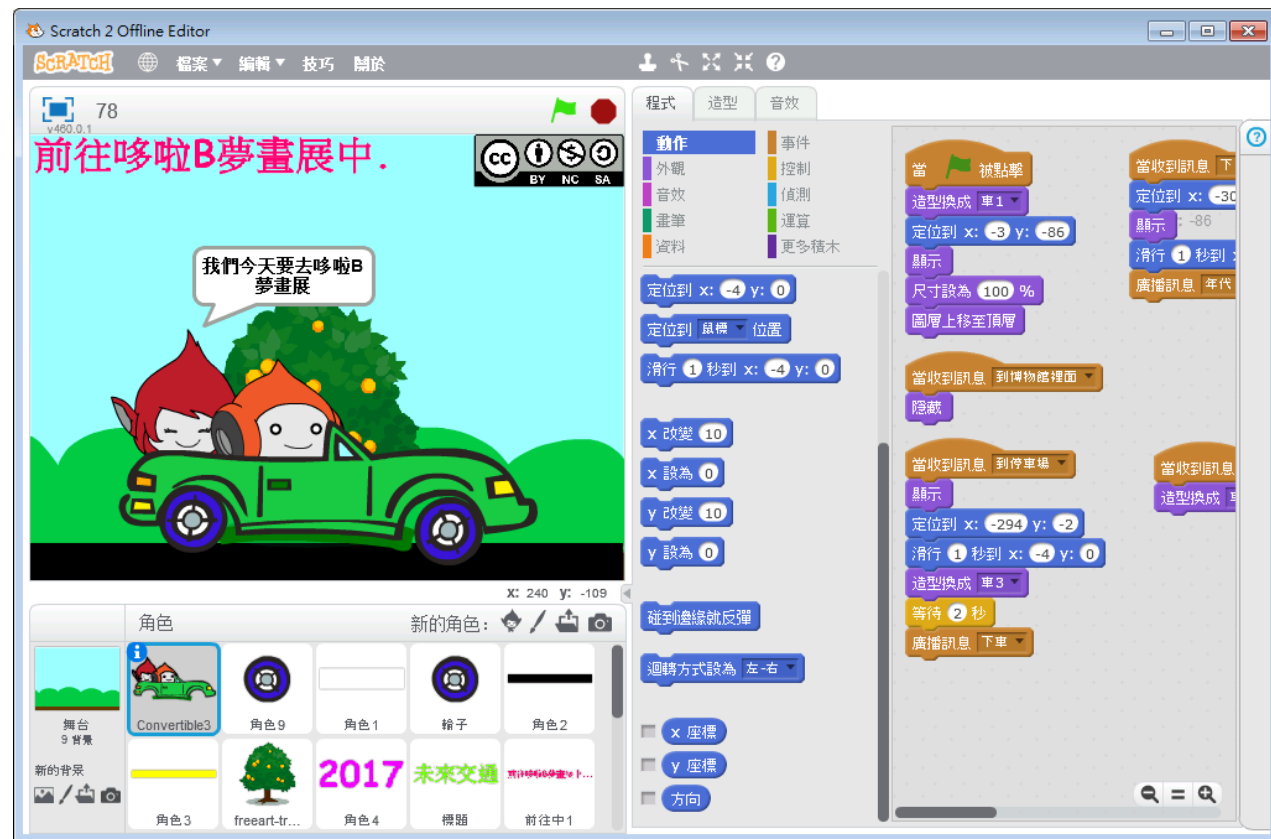 Scratch 2 Offline Editor
SCRATCH 檔案▼ 編輯▼ 技巧 關於
78
v460.0.1
前往哆啦B夢畫展中.
cc BY NC SA
我們今天要去哆啦B
夢畫展
X: 240 y: -109
角色 新的角色:
舞台
9 背景
新的背景
Convertible3 角色9 角色1 輪子 角色2
2017 未來交通
角色3 freeart-tr... 角色4 標題 前往中1
程式 造型 音效
動作 事件
外觀 控制
音效 偵測
畫筆 運算
資料 更多積木
定位到 x: -4 y: 0
定位到 鼠標 位置
滑行 1 秒到 x: -4 y: 0
x 改變 10
x 設為 0
y 改變 10
y 設為 0
碰到邊緣就反彈
迴轉方式設為 左-右
x 座標
y 座標
方向
當 被點擊
造型換成 車1
定位到 x: -3 y: -86
顯示
尺寸設為 100 %
圖層上移至頂層
當收到訊息 到博物館裡面
隱藏
當收到訊息 到停車場
顯示
定位到 x: -294 y: -2
滑行 1 秒到 x: -4 y: 0
造型換成 車3
等待 2 秒
廣播訊息 下車
當收到訊息 下
定位到 x: -30
顯示 : -86
滑行 1 秒到
廣播訊息 年代
當收到訊息
造型換成